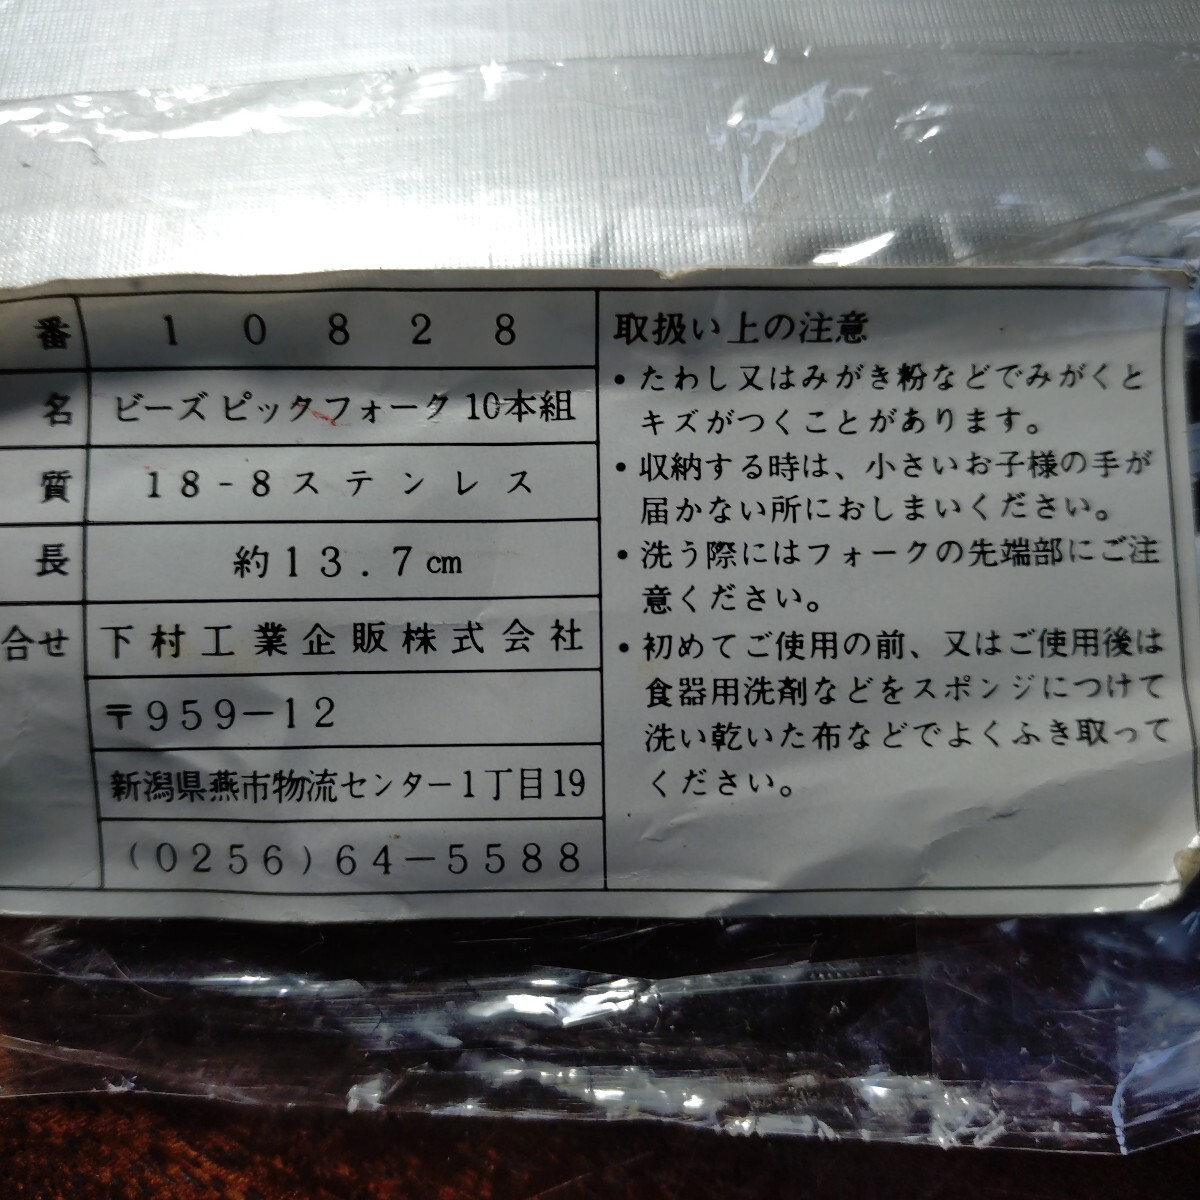 番 10828
名 ビーズピックフォーク10本組
質 18-8ステンレス
長 約13.7cm
合せ 下村工業企販株式会社
〒959-12
新潟県燕市物流センター1丁目19
(0256)64-5588
取扱い上の注意
・たわし又はみがき粉などでみがくと
キズがつくことがあります。
・収納する時は、小さいお子様の手が
届かない所におしまいください。
・洗う際にはフォークの先端部にご注
意ください。
・初めてご使用の前、又はご使用後は
食器用洗剤などをスポンジにつけて
洗い乾いた布などでよくふき取って
ください。